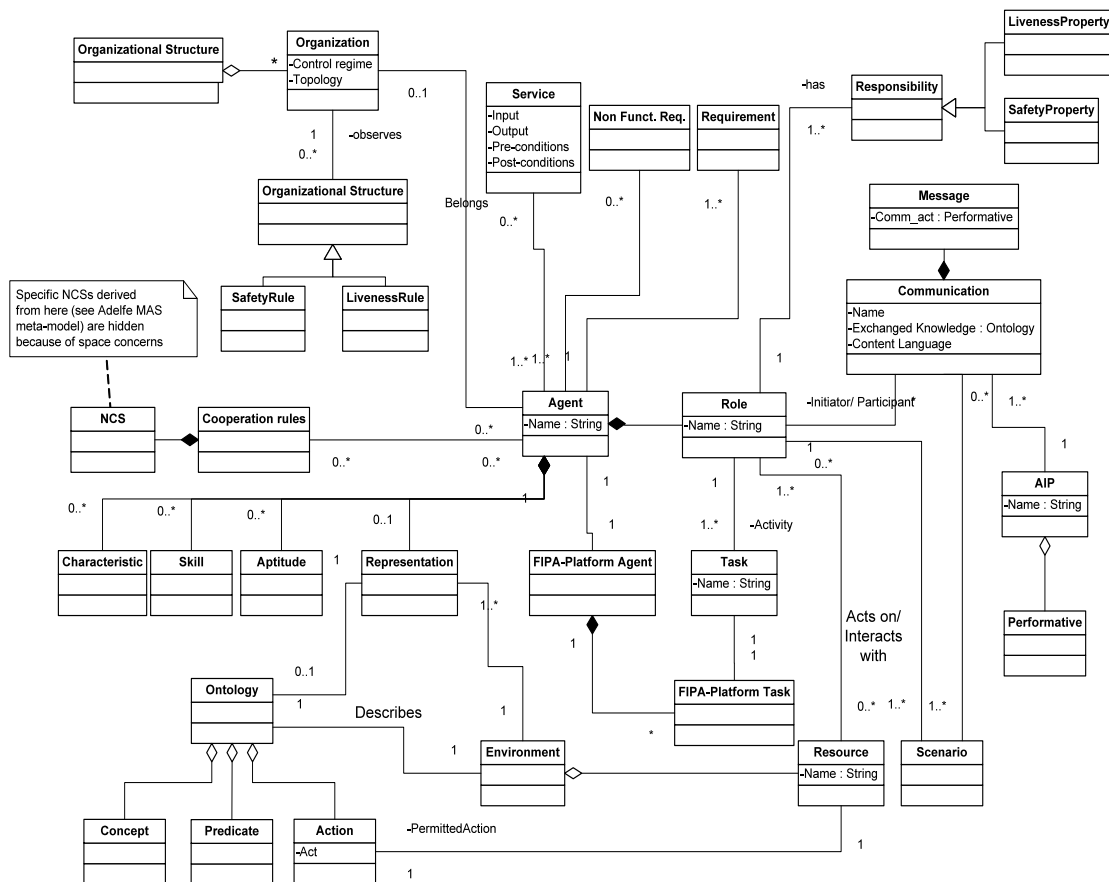 LivenessProperty
Organizational Structure
Organization
-Control regime
-Topology
*
0..1
Service
-Input
-Output
-Pre-conditions
-Post-conditions
Non Funct. Req.
Requirement
-has
1..*
Responsibility
SafetyProperty
1
-observes
0..*
Organizational Structure
Belongs
0..*
0..*
1..*
Message
-Comm_act : Performative
Specific NCSs derived
from here (see Adelfe MAS
meta-model) are hidden
because of space concerns
SafetyRule
LivenessRule
Communication
-Name
-Exchanged Knowledge : Ontology
-Content Language
1..*
1..*
1
1
0..*
1..*
NCS
Cooperation rules
Agent
-Name : String
Role
-Name : String
-Initiator/ Participant
*
0..*
0..*
0..*
1
1
1
0..*
1..*
1
AIP
-Name : String
0..*
0..*
0..*
0..1
1
1
1..*
-Activity
Characteristic
Skill
Aptitude
1
Representation
FIPA-Platform Agent
Task
-Name : String
1..*
Acts on/
Interacts
with
Performative
1
1
1
0..1
Ontology
1
Describes
1
1
FIPA-Platform Task
*
0..*
1..*
1..*
Environment
Resource
-Name : String
Scenario
Concept
Predicate
Action
-Act
-PermittedAction
1
1